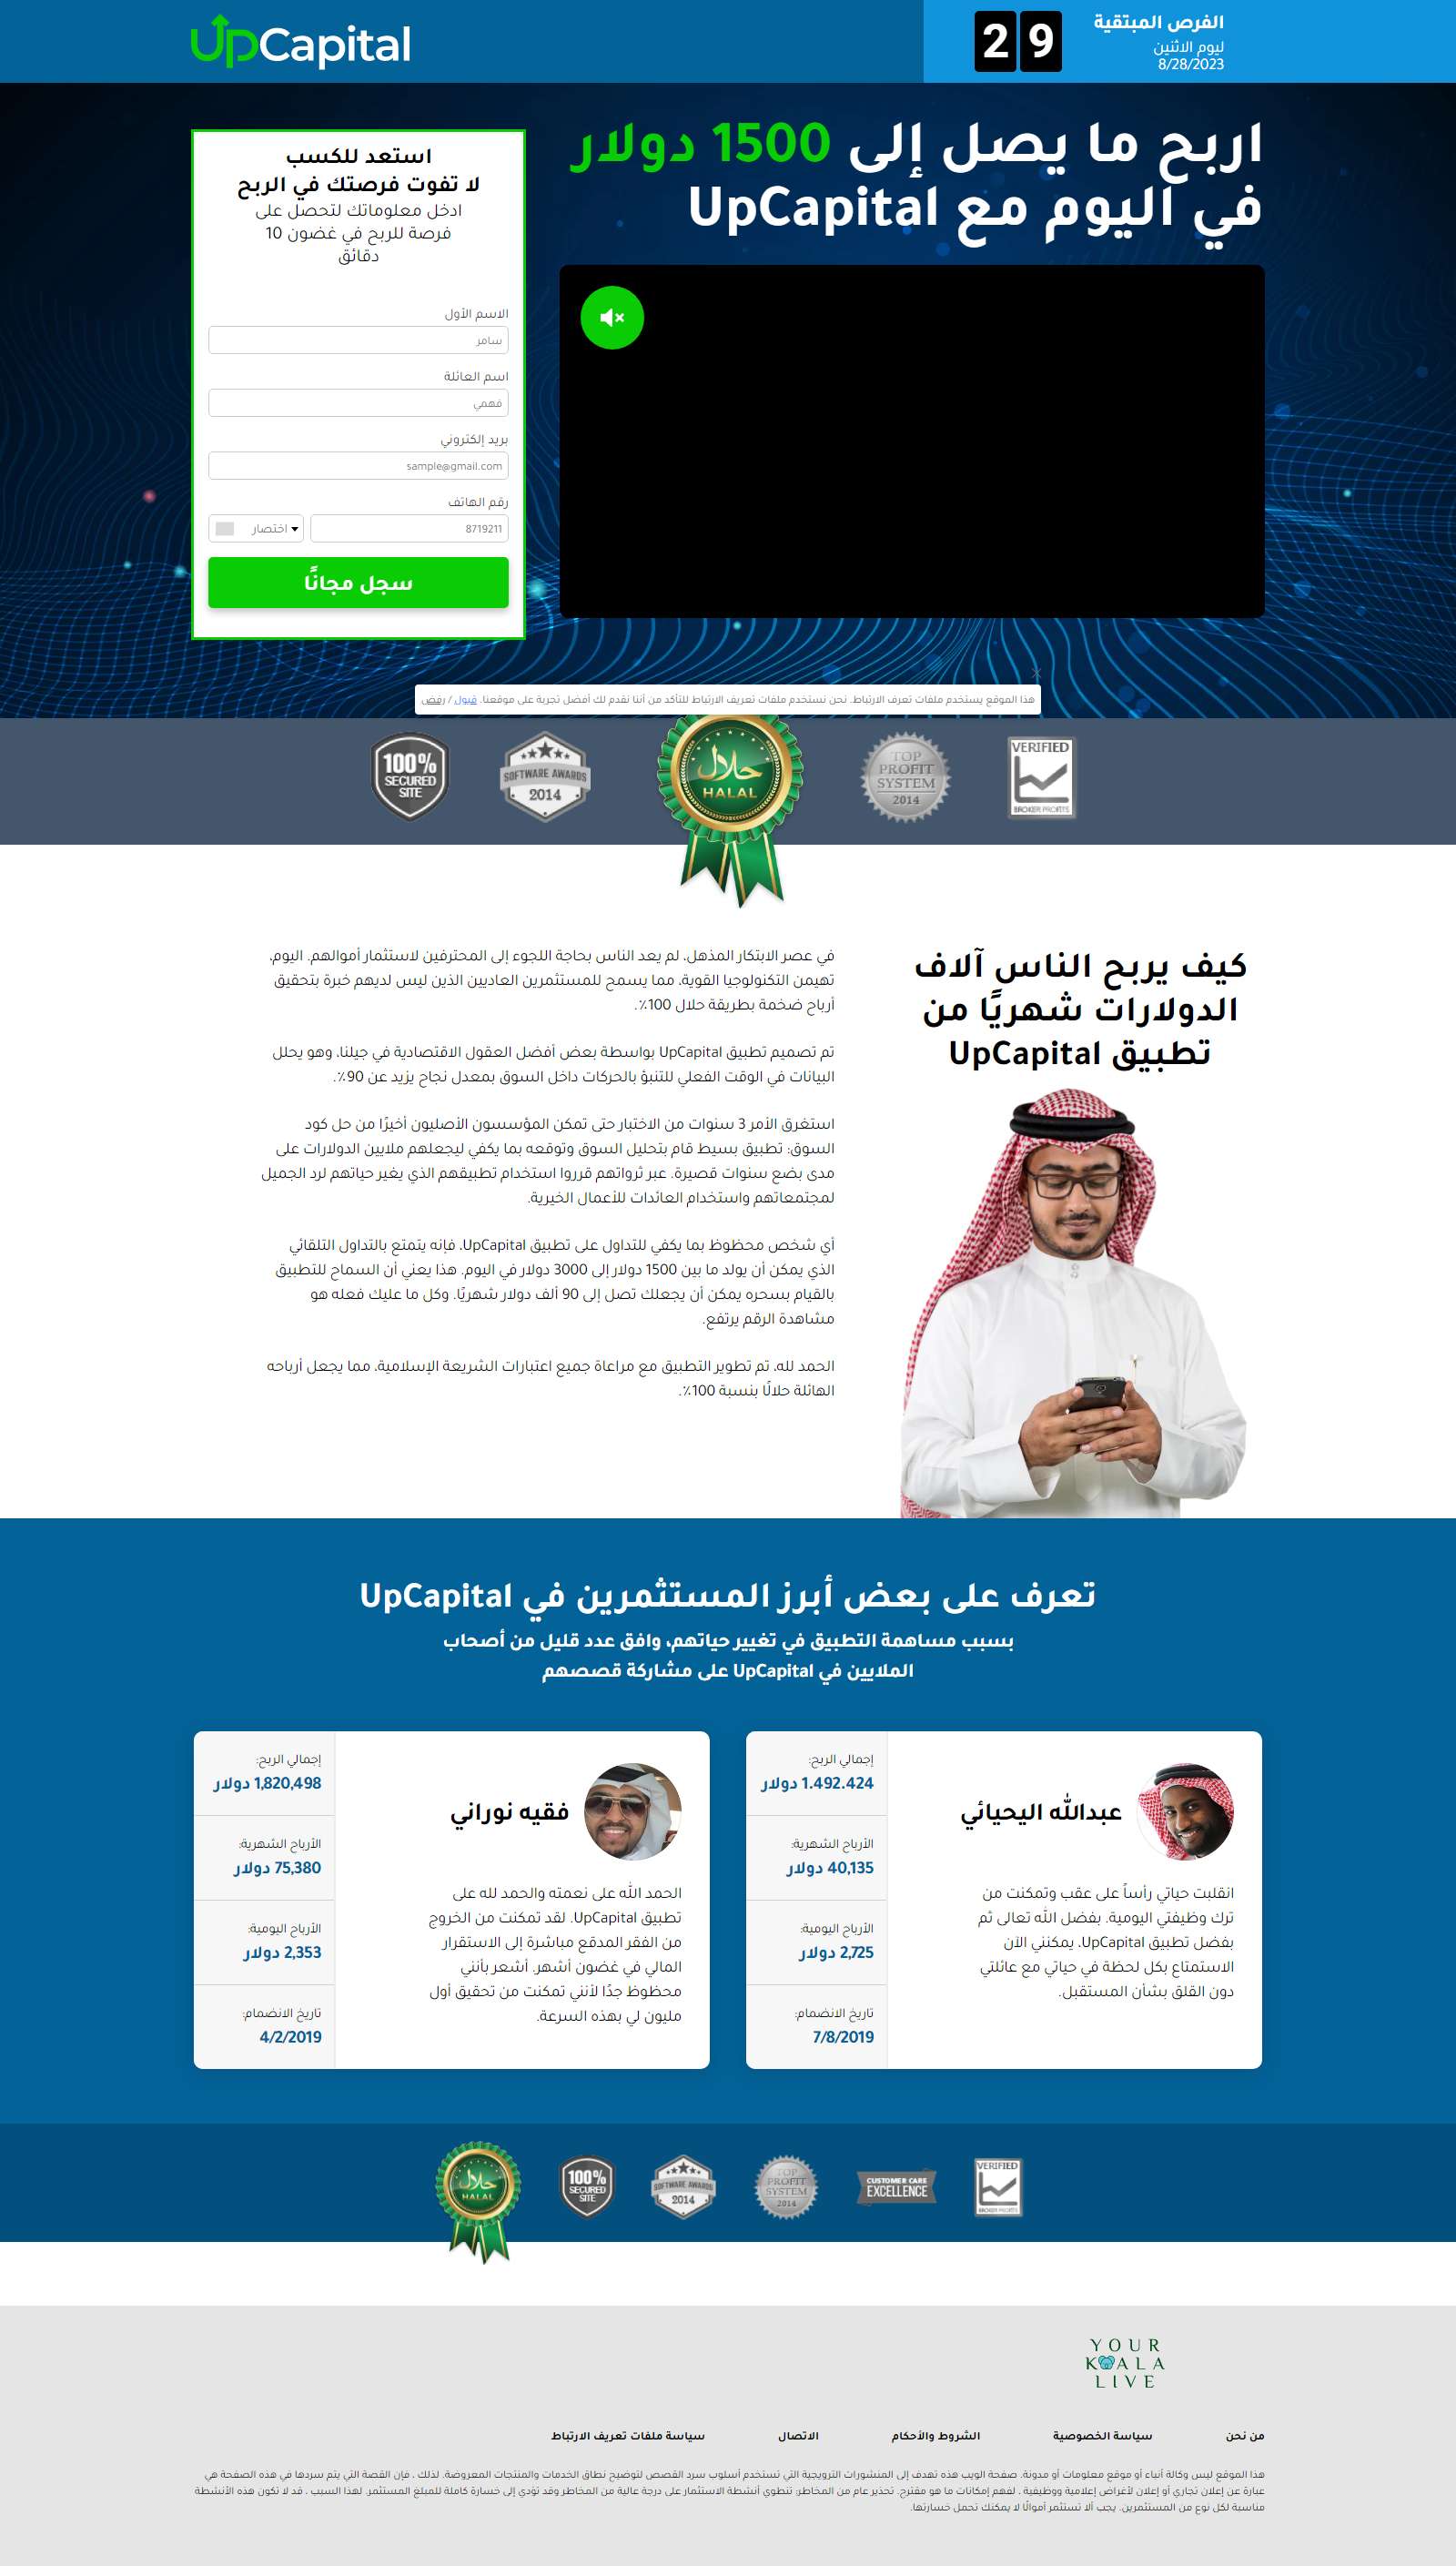 UpCapital
الفرص المبتقية
ليوم الاثنين
8/28/2023
29
اربح ما يصل إلى 1500 دولار
في اليوم مع UpCapital
استعد للكسب
لا تفوت فرصتك في الربح
ادخل معلوماتك لتحصل على
فرصة للربح في غضون 10
دقائق
الاسم الأول
سامر
اسم العائلة
فهمي
بريد إلكتروني
sample@gmail.com
رقم الهاتف
8719211
اختصار
سجل مجانًا
هذا الموقع يستخدم ملفات تعرف الارتباط. نحن نستخدم ملفات تعريف الارتباط للتأكد من أننا نقدم لك أفضل تجربة على موقعنا. قبول / رفض
VERIFIED
BROKER PROFITS
TOP
PROFIT
SYSTEM
2014
حلال
HALAL
SOFTWARE AWARDS
2014
100%
SECURED
SITE
كيف يربح الناس آلاف
الدولارات شهريًا من
تطبيق UpCapital
في عصر الابتكار المذهل، لم يعد الناس بحاجة اللجوء إلى المحترفين لاستثمار أموالهم. اليوم،
تهيمن التكنولوجيا القوية، مما يسمح للمستثمرين العاديين الذين ليس لديهم خبرة بتحقيق
أرباح ضخمة بطريقة حلال 100٪.
تم تصميم تطبيق UpCapital بواسطة بعض أفضل العقول الاقتصادية في جيلنا، وهو يحلل
البيانات في الوقت الفعلي للتنبؤ بالحركات داخل السوق بمعدل نجاح يزيد عن 90٪.
استغرق الأمر 3 سنوات من الاختبار حتى تمكن المؤسسون الأصليون أخيرًا من حل كود
السوق: تطبيق بسيط قام بتحليل السوق وتوقعه بما يكفي ليجعلهم ملايين الدولارات على
مدى بضع سنوات قصيرة. عبر ثرواتهم قرروا استخدام تطبيقهم الذي يغير حياتهم لرد الجميل
لمجتمعاتهم واستخدام العائدات للأعمال الخيرية.
أي شخص محظوظ بما يكفي للتداول على تطبيق UpCapital، فإنه يتمتع بالتداول التلقائي
الذي يمكن أن يولد ما بين 1500 دولار إلى 3000 دولار في اليوم. هذا يعني أن السماح للتطبيق
بالقيام بسحره يمكن أن يجعلك تصل إلى 90 ألف دولار شهريًا. وكل ما عليك فعله هو
مشاهدة الرقم يرتفع.
الحمد لله، تم تطوير التطبيق مع مراعاة جميع اعتبارات الشريعة الإسلامية، مما يجعل أرباحه
الهائلة حلالًا بنسبة 100٪.
تعرف على بعض أبرز المستثمرين في UpCapital
بسبب مساهمة التطبيق في تغيير حياتهم، وافق عدد قليل من أصحاب
الملايين في UpCapital على مشاركة قصصهم
عبدالله اليحيائي
انقلبت حياتي رأساً على عقب وتمكنت من
ترك وظيفتي اليومية. بفضل الله تعالى ثم
بفضل تطبيق UpCapital، يمكنني الآن
الاستمتاع بكل لحظة في حياتي مع عائلتي
دون القلق بشأن المستقبل.
إجمالي الربح:
1.492.424 دولار
الأرباح الشهرية:
40,135 دولار
الأرباح اليومية:
2,725 دولار
تاريخ الانضمام:
7/8/2019
فقيه نوراني
الحمد الله على نعمته والحمد لله على
تطبيق UpCapital. لقد تمكنت من الخروج
من الفقر المدقع مباشرة إلى الاستقرار
المالي في غضون أشهر. أشعر بأنني
محظوظ جدًا لأنني تمكنت من تحقيق أول
مليون لي بهذه السرعة.
إجمالي الربح:
1,820,498 دولار
الأرباح الشهرية:
75,380 دولار
الأرباح اليومية:
2,353 دولار
تاريخ الانضمام:
4/2/2019
VERIFIED
BROKER PROFITS
CUSTOMER CARE
EXCELLENCE
TOP
PROFIT
SYSTEM
2014
SOFTWARE AWARDS
2014
100%
SECURED
SITE
حلال
HALAL
YOUR
KOALA
LIVE
من نحن
سياسة الخصوصية
الشروط والأحكام
الاتصال
سياسة ملفات تعريف الارتباط
هذا الموقع ليس وكالة أنباء أو موقع معلومات أو مدونة. صفحة الويب هذه تهدف إلى المنشورات الترويجية التي تستخدم أسلوب سرد القصص لتوضيح نطاق الخدمات والمنتجات المعروضة. لذلك ، فإن القصة التي يتم سردها في هذه الصفحة هي
عبارة عن إعلان تجاري أو إعلان لأغراض إعلامية ووظيفية ، لفهم إمكانات ما هو مقترح. تحذير عام من المخاطر: تنطوي أنشطة الاستثمار على درجة عالية من المخاطر وقد تؤدي إلى خسارة كاملة للمبلغ المستثمر. لهذا السبب ، قد لا تكون هذه الأنشطة
مناسبة لكل نوع من المستثمرين. يجب ألا تستثمر أموالًا لا يمكنك تحمل خسارتها.